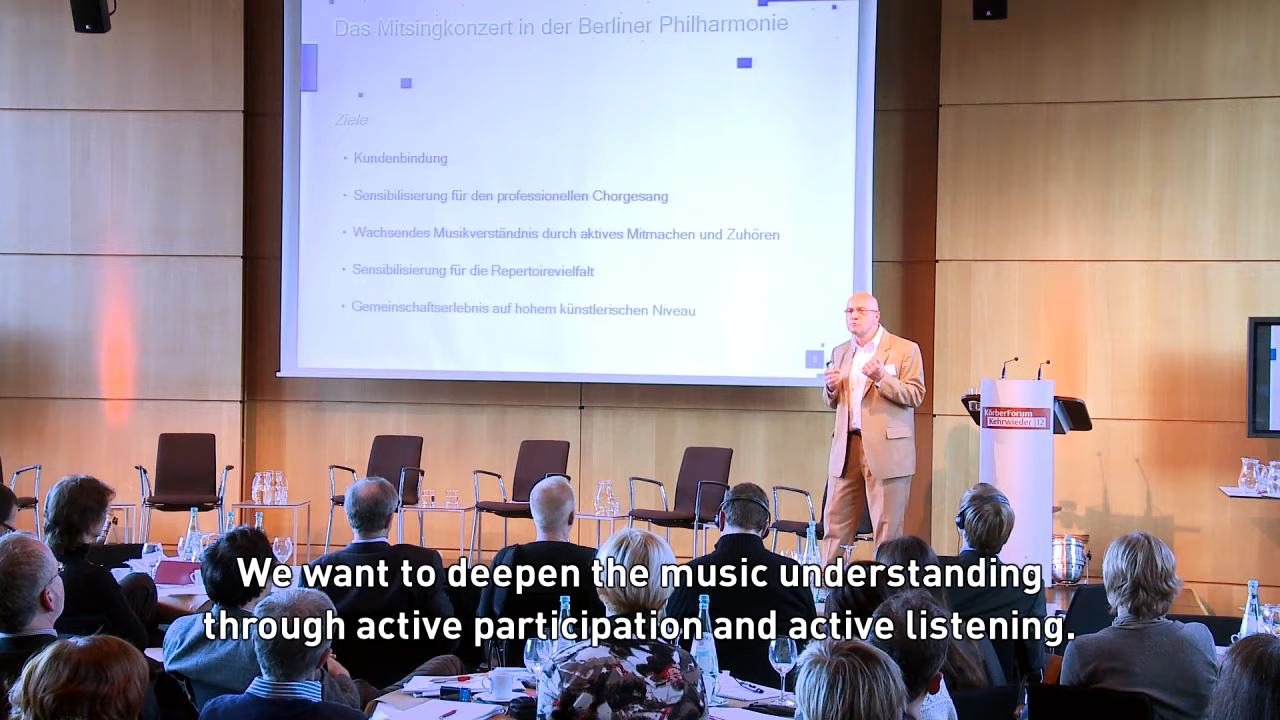 Das Mitsingkonzert in der Berliner Philharmonie
Ziele
• Kundenbindung
• Sensibilisierung für den professionellen Chorgesang
• Wachsendes Musikverständnis durch aktives Mitmachen und Zuhören
• Sensibilisierung für die Repertoirevielfalt
• Gemeinschaftserlebnis auf hohem künstlerischen Niveau
5
KörberForum
Kehrwieder |12
We want to deepen the music understanding
through active participation and active listening.